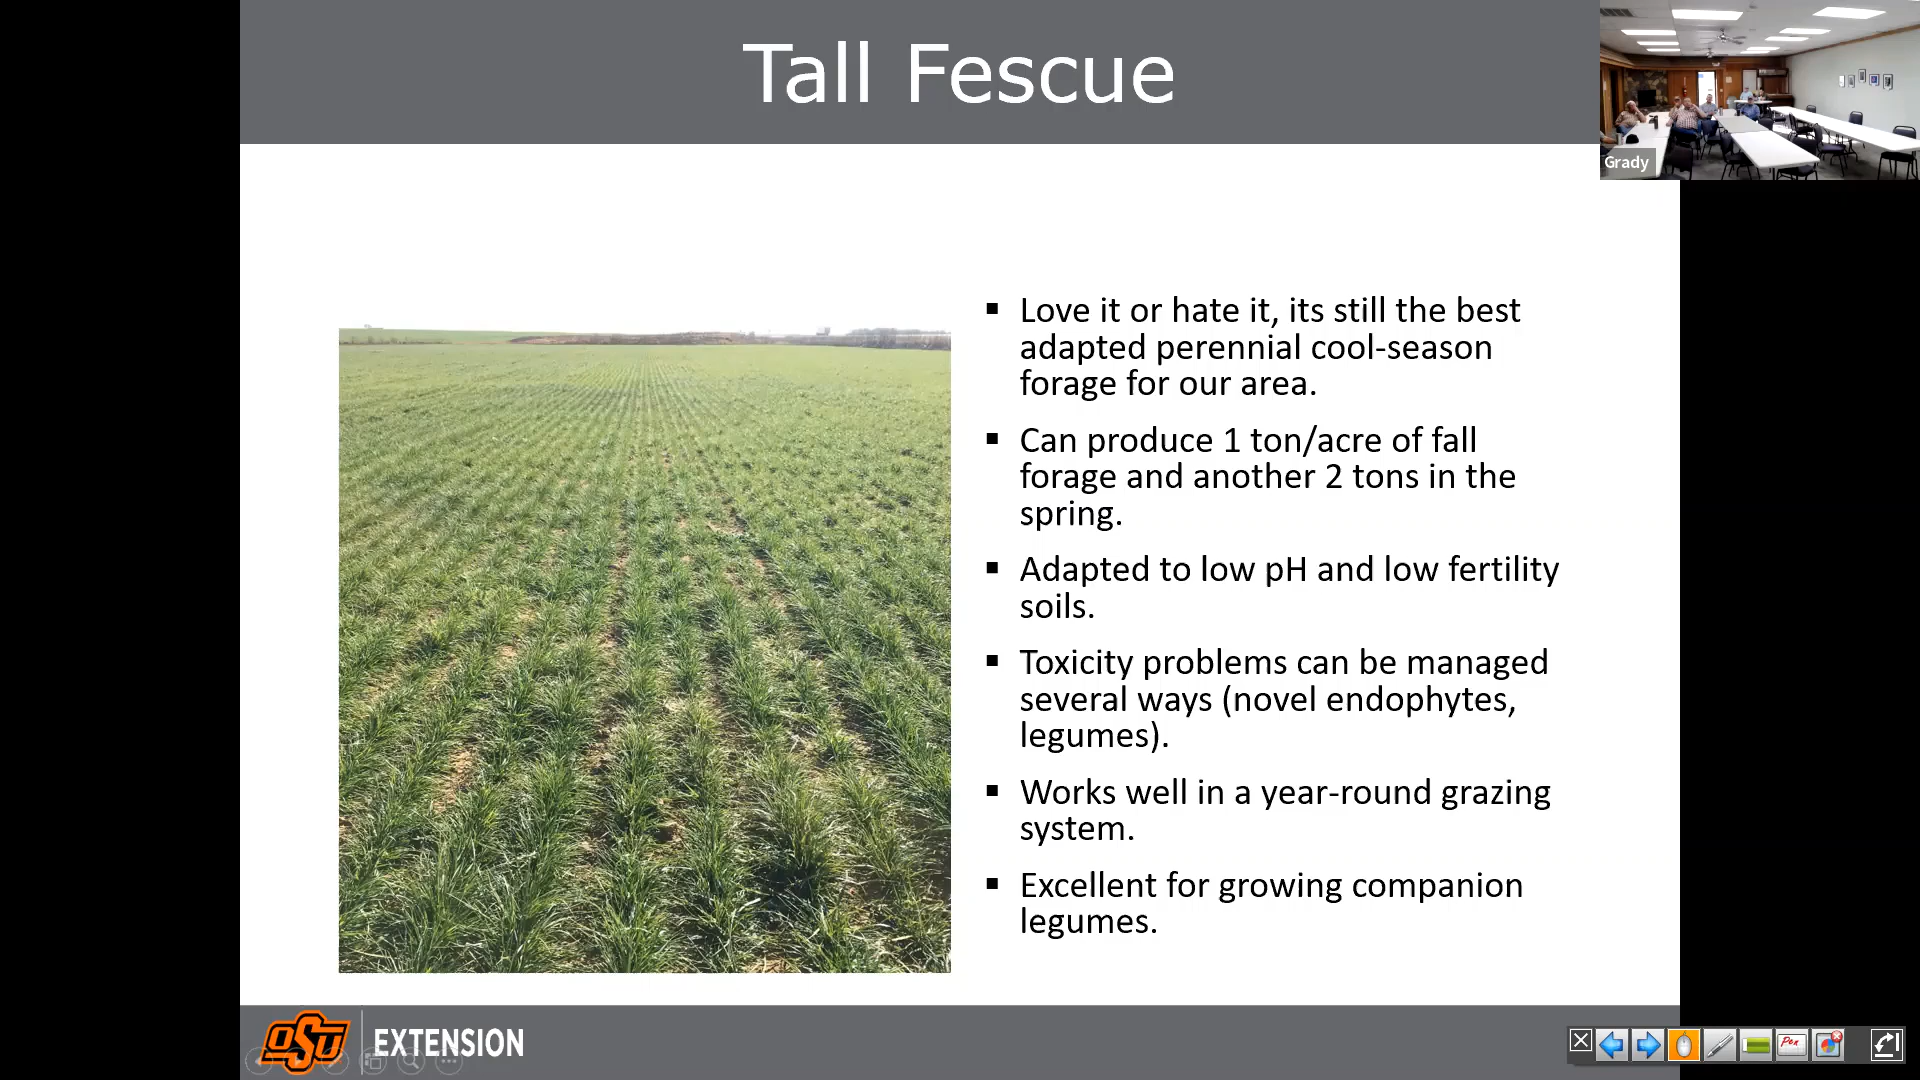 Tall Fescue
Grady
▪ Love it or hate it, its still the best
adapted perennial cool-season
forage for our area.
▪ Can produce 1 ton/acre of fall
forage and another 2 tons in the
spring.
▪ Adapted to low pH and low fertility
soils.
▪ Toxicity problems can be managed
several ways (novel endophytes,
legumes).
▪ Works well in a year-round grazing
system.
▪ Excellent for growing companion
legumes.
OSU EXTENSION
Pen